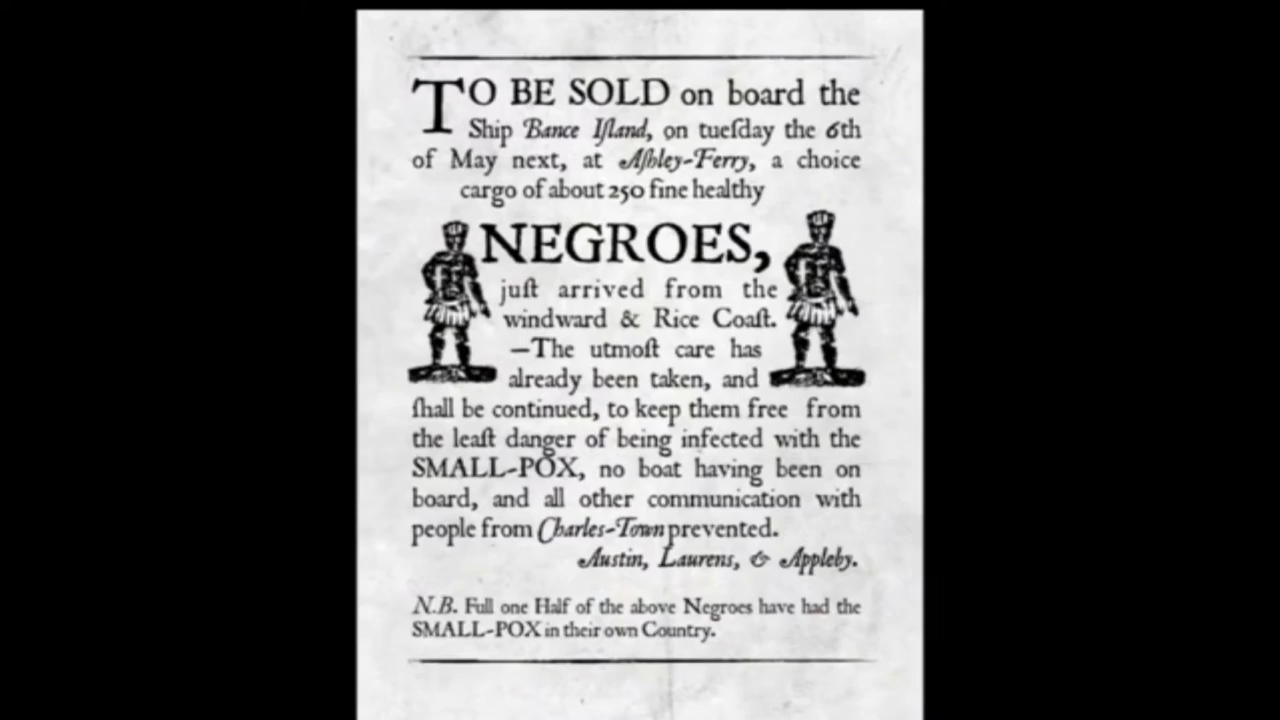 TO BE SOLD on board the
Ship Bance Iſland, on tueſday the 6th
of May next, at Aſhley-Ferry, a choice
cargo of about 250 fine healthy
NEGROES,
juſt arrived from the
windward & Rice Coaſt.
—The utmoſt care has
already been taken, and
ſhall be continued, to keep them free from
the leaſt danger of being infected with the
SMALL-POX, no boat having been on
board, and all other communication with
people from Charles-Town prevented.
Austin, Laurens, & Appleby.
N.B. Full one Half of the above Negroes have had the
SMALL-POX in their own Country.